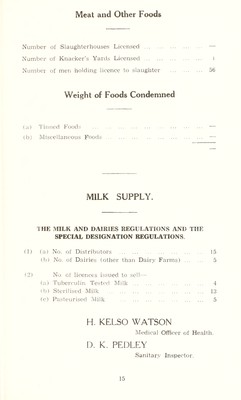 Meat and Other Foods
Number of Slaughterhouses Licensed ... ... ... —
Number of Knacker's Yards Licensed ... ... ... 1
Number of men holding licence to slaughter ... ... 36
Weight of Foods Condemned
(a) Tinned Foods ... ... ... ... ... —
(b) Miscellaneous Foods ... ... ... ... —
—
MILK SUPPLY.
THE MILK AND DAIRIES REGULATIONS AND THE
SPECIAL DESIGNATION REGULATIONS.
(1) (a) No. of Distributors ... ... ... ... 13
(b) No. of Dairies (other than Dairy Farms) ... ... 3
(2) No. of licences issued to sell—
(a) Tuberculin Tested Milk ... ... ... 4
(b) Sterilised Milk ... ... ... ... 13
(c) Pasteurised Milk ... ... ... ... 3
H. KELSO WATSON
Medical Officer of Health.
D. K. PEDLEY
Sanitary Inspector.
15